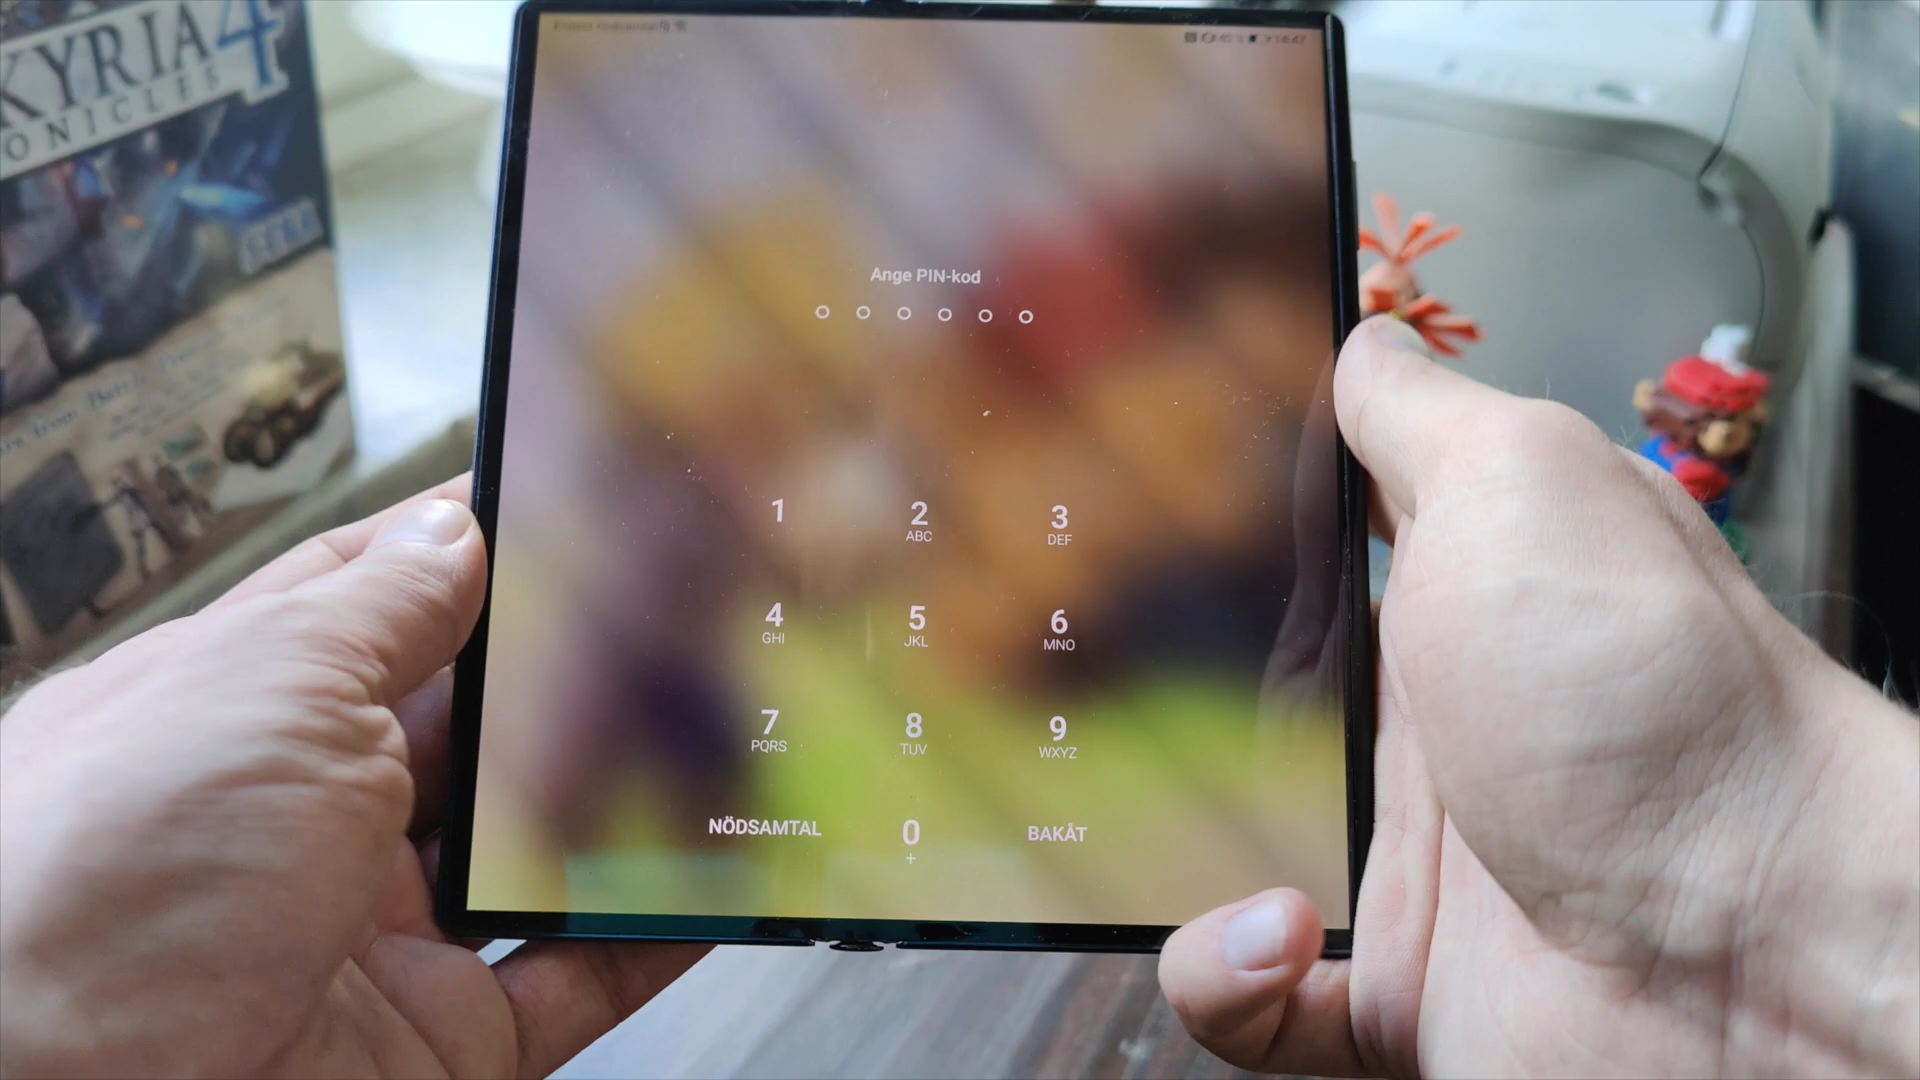 KYRIA 4
ONICLES
SEGA
Ange PIN-kod
1
2
3
ABC
DEF
4
5
6
GHI
JKL
MNO
7
8
9
PQRS
TUV
WXYZ
NÖDSAMTAL
0
BAKÅT
+